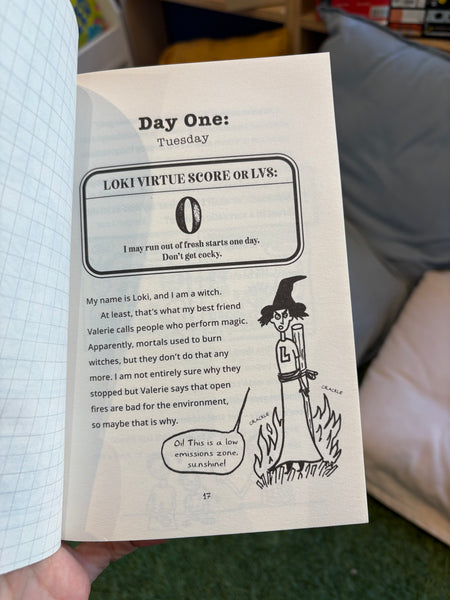 Day One:
Tuesday
LOKI VIRTUE SCORE OR LVS:
0
I may run out of fresh starts one day.
Don't get cocky.
My name is Loki, and I am a witch.
At least, that's what my best friend
Valerie calls people who perform magic.
Apparently, mortals used to burn
witches, but they don't do that any
more. I am not entirely sure why they
stopped but Valerie says that open
fires are bad for the environment,
so maybe that is why.
L
CRACKLE
CRACKLE
Oi! This is a low
emissions zone,
sunshine!
17